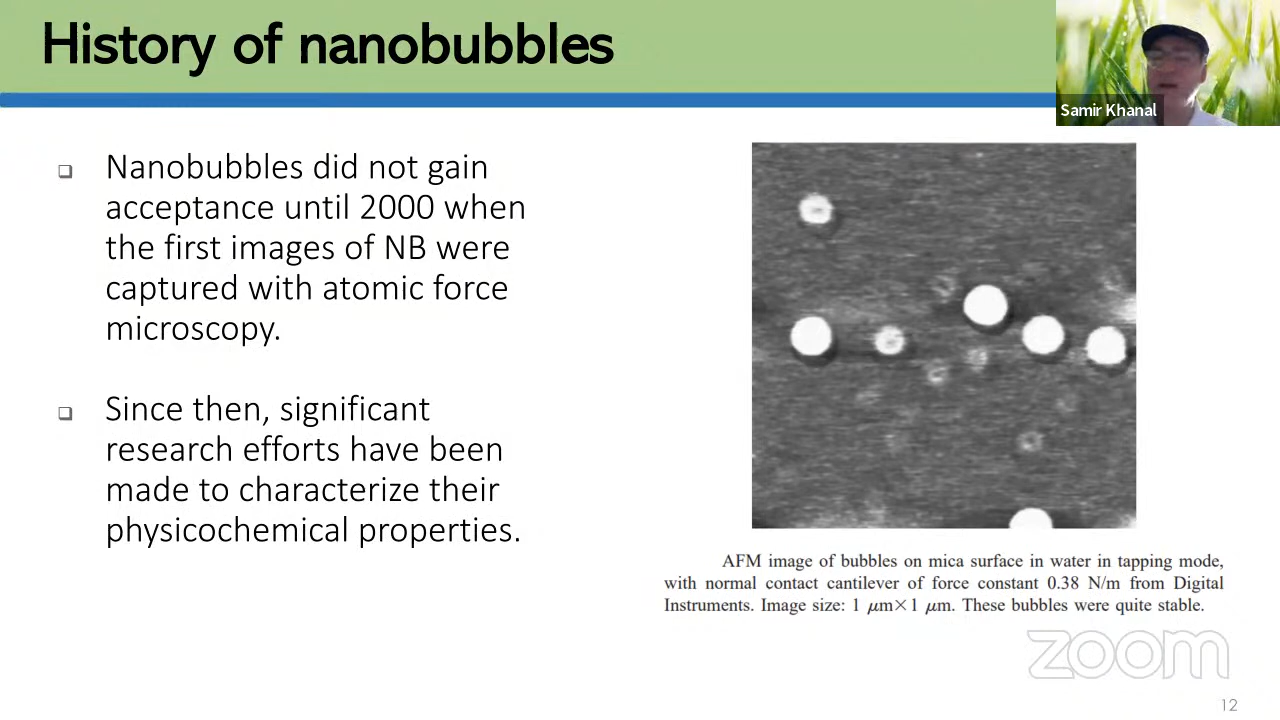 History of nanobubbles
Samir Khanal
❑ Nanobubbles did not gain
acceptance until 2000 when
the first images of NB were
captured with atomic force
microscopy.
❑ Since then, significant
research efforts have been
made to characterize their
physicochemical properties.
AFM image of bubbles on mica surface in water in tapping mode,
with normal contact cantilever of force constant 0.38 N/m from Digital
Instruments. Image size: 1 μm×1 μm. These bubbles were quite stable.
zoom
12